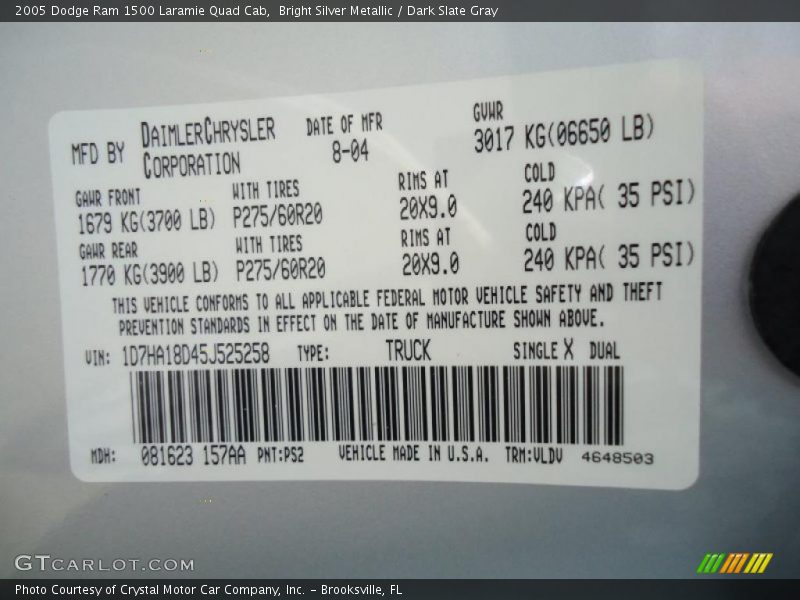 2005 Dodge Ram 1500 Laramie Quad Cab, Bright Silver Metallic / Dark Slate Gray
MFD BY DAIMLERCHRYSLER CORPORATION DATE OF MFR 8-04 GVWR 3017 KG(06650 LB)
GAWR FRONT WITH TIRES RIMS AT COLD
1679 KG(3700 LB) P275/60R20 20X9.0 240 KPA( 35 PSI)
GAWR REAR WITH TIRES RIMS AT COLD
1770 KG(3900 LB) P275/60R20 20X9.0 240 KPA( 35 PSI)
THIS VEHICLE CONFORMS TO ALL APPLICABLE FEDERAL MOTOR VEHICLE SAFETY AND THEFT
PREVENTION STANDARDS IN EFFECT ON THE DATE OF MANUFACTURE SHOWN ABOVE.
VIN: 1D7HA18D45J525258 TYPE: TRUCK SINGLE X DUAL
MDH: 081623 157AA PNT:PS2 VEHICLE MADE IN U.S.A. TRM:VLDV 4648503
GTCARLOT.COM
Photo Courtesy of Crystal Motor Car Company, Inc. - Brooksville, FL